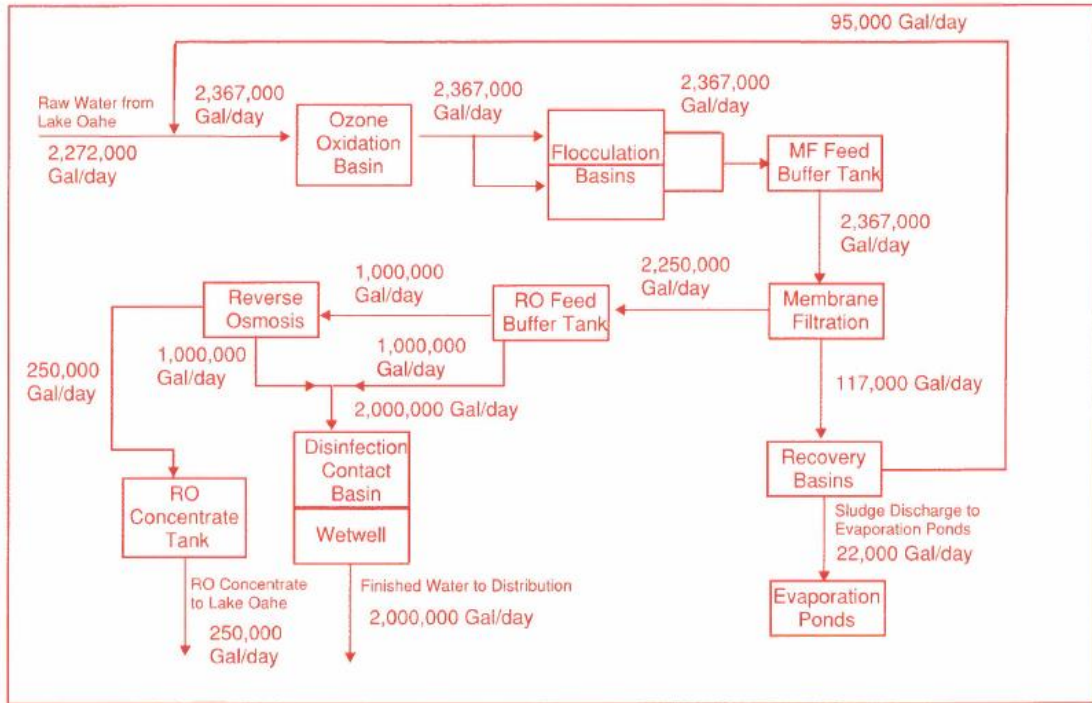 95,000 Gal/day
Raw Water from
Lake Oahe
2,272,000
Gal/day
2,367,000
Gal/day
Ozone
Oxidation
Basin
2,367,000
Gal/day
Flocculation
Basins
2,367,000
Gal/day
MF Feed
Buffer Tank
2,367,000
Gal/day
Membrane
Filtration
2,250,000
Gal/day
RO Feed
Buffer Tank
1,000,000
Gal/day
Reverse
Osmosis
1,000,000
Gal/day
1,000,000
Gal/day
250,000
Gal/day
2,000,000 Gal/day
117,000 Gal/day
Disinfection
Contact
Basin
Wetwell
Recovery
Basins
RO
Concentrate
Tank
Sludge Discharge to
Evaporation Ponds
22,000 Gal/day
RO Concentrate
to Lake Oahe
250,000
Gal/day
Finished Water to Distribution
2,000,000 Gal/day
Evaporation
Ponds